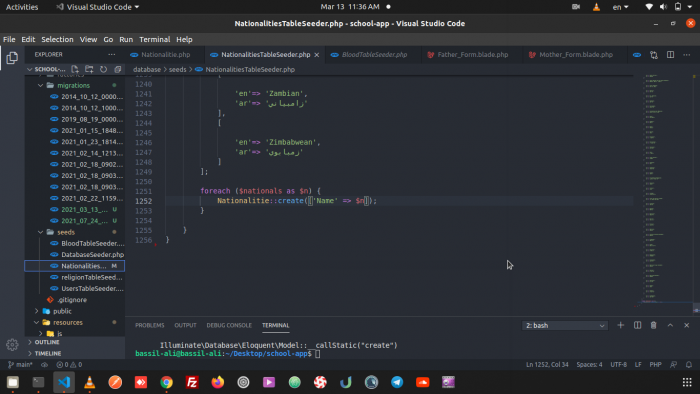 Activities
Visual Studio Code
Mar 13 11:36 AM
en
NationalitiesTableSeeder.php - school-app - Visual Studio Code
File Edit Selection View Go Run Terminal Help
EXPLORER
Nationalitie.php
NationalitiesTableSeeder.php
BloodTableSeeder.php
Father_Form.blade.php
Mother_Form.blade.php
SCHOOL-...
database > seeds > NationalitiesTableSeeder.php
migrations
2014_10_12_0000...
2014_10_12_1000...
2019_08_19_0000...
2021_01_15_1848...
2021_01_23_1814...
2021_02_14_1213...
2021_02_18_0902...
2021_02_18_0903...
2021_02_18_0903...
2021_02_22_1159...
2021_03_13_...
2021_07_24_...
seeds
BloodTableSeeder....
DatabaseSeeder.php
Nationalities... M
religionTableSeed...
UsersTableSeeder....
.gitignore
public
resources
js
OUTLINE
TIMELINE
1240
1241 'en'=> 'Zambian',
1242 'ar'=> 'زامبياني'
1243 ],
1244 [
1245
1246 'en'=> 'Zimbabwean',
1247 'ar'=> 'زمبابوي'
1248 ]
1249 ];
1250
1251 foreach ($nationals as $n) {
1252 Nationalitie::create(['Name' => $n]);
1253 }
1254
1255 }
1256 }
PROBLEMS OUTPUT DEBUG CONSOLE TERMINAL
2: bash
Illuminate\Database\Eloquent\Model::__callStatic("create")
bassil-ali@bassil-ali:~/Desktop/school-app$
main*
0 0
Ln 1252, Col 34 Spaces: 4 UTF-8 LF PHP